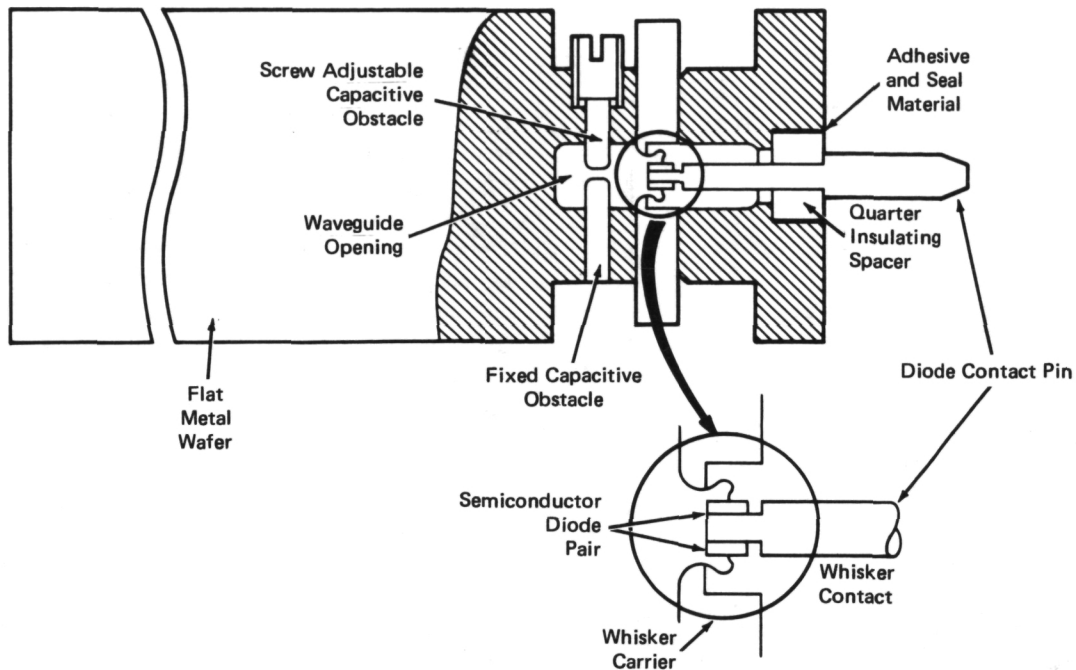 Screw Adjustable
Capacitive
Obstacle
Adhesive
and Seal
Material
Waveguide
Opening
Quarter
Insulating
Spacer
Flat
Metal
Wafer
Fixed Capacitive
Obstacle
Diode Contact Pin
Semiconductor
Diode
Pair
Whisker
Contact
Whisker
Carrier